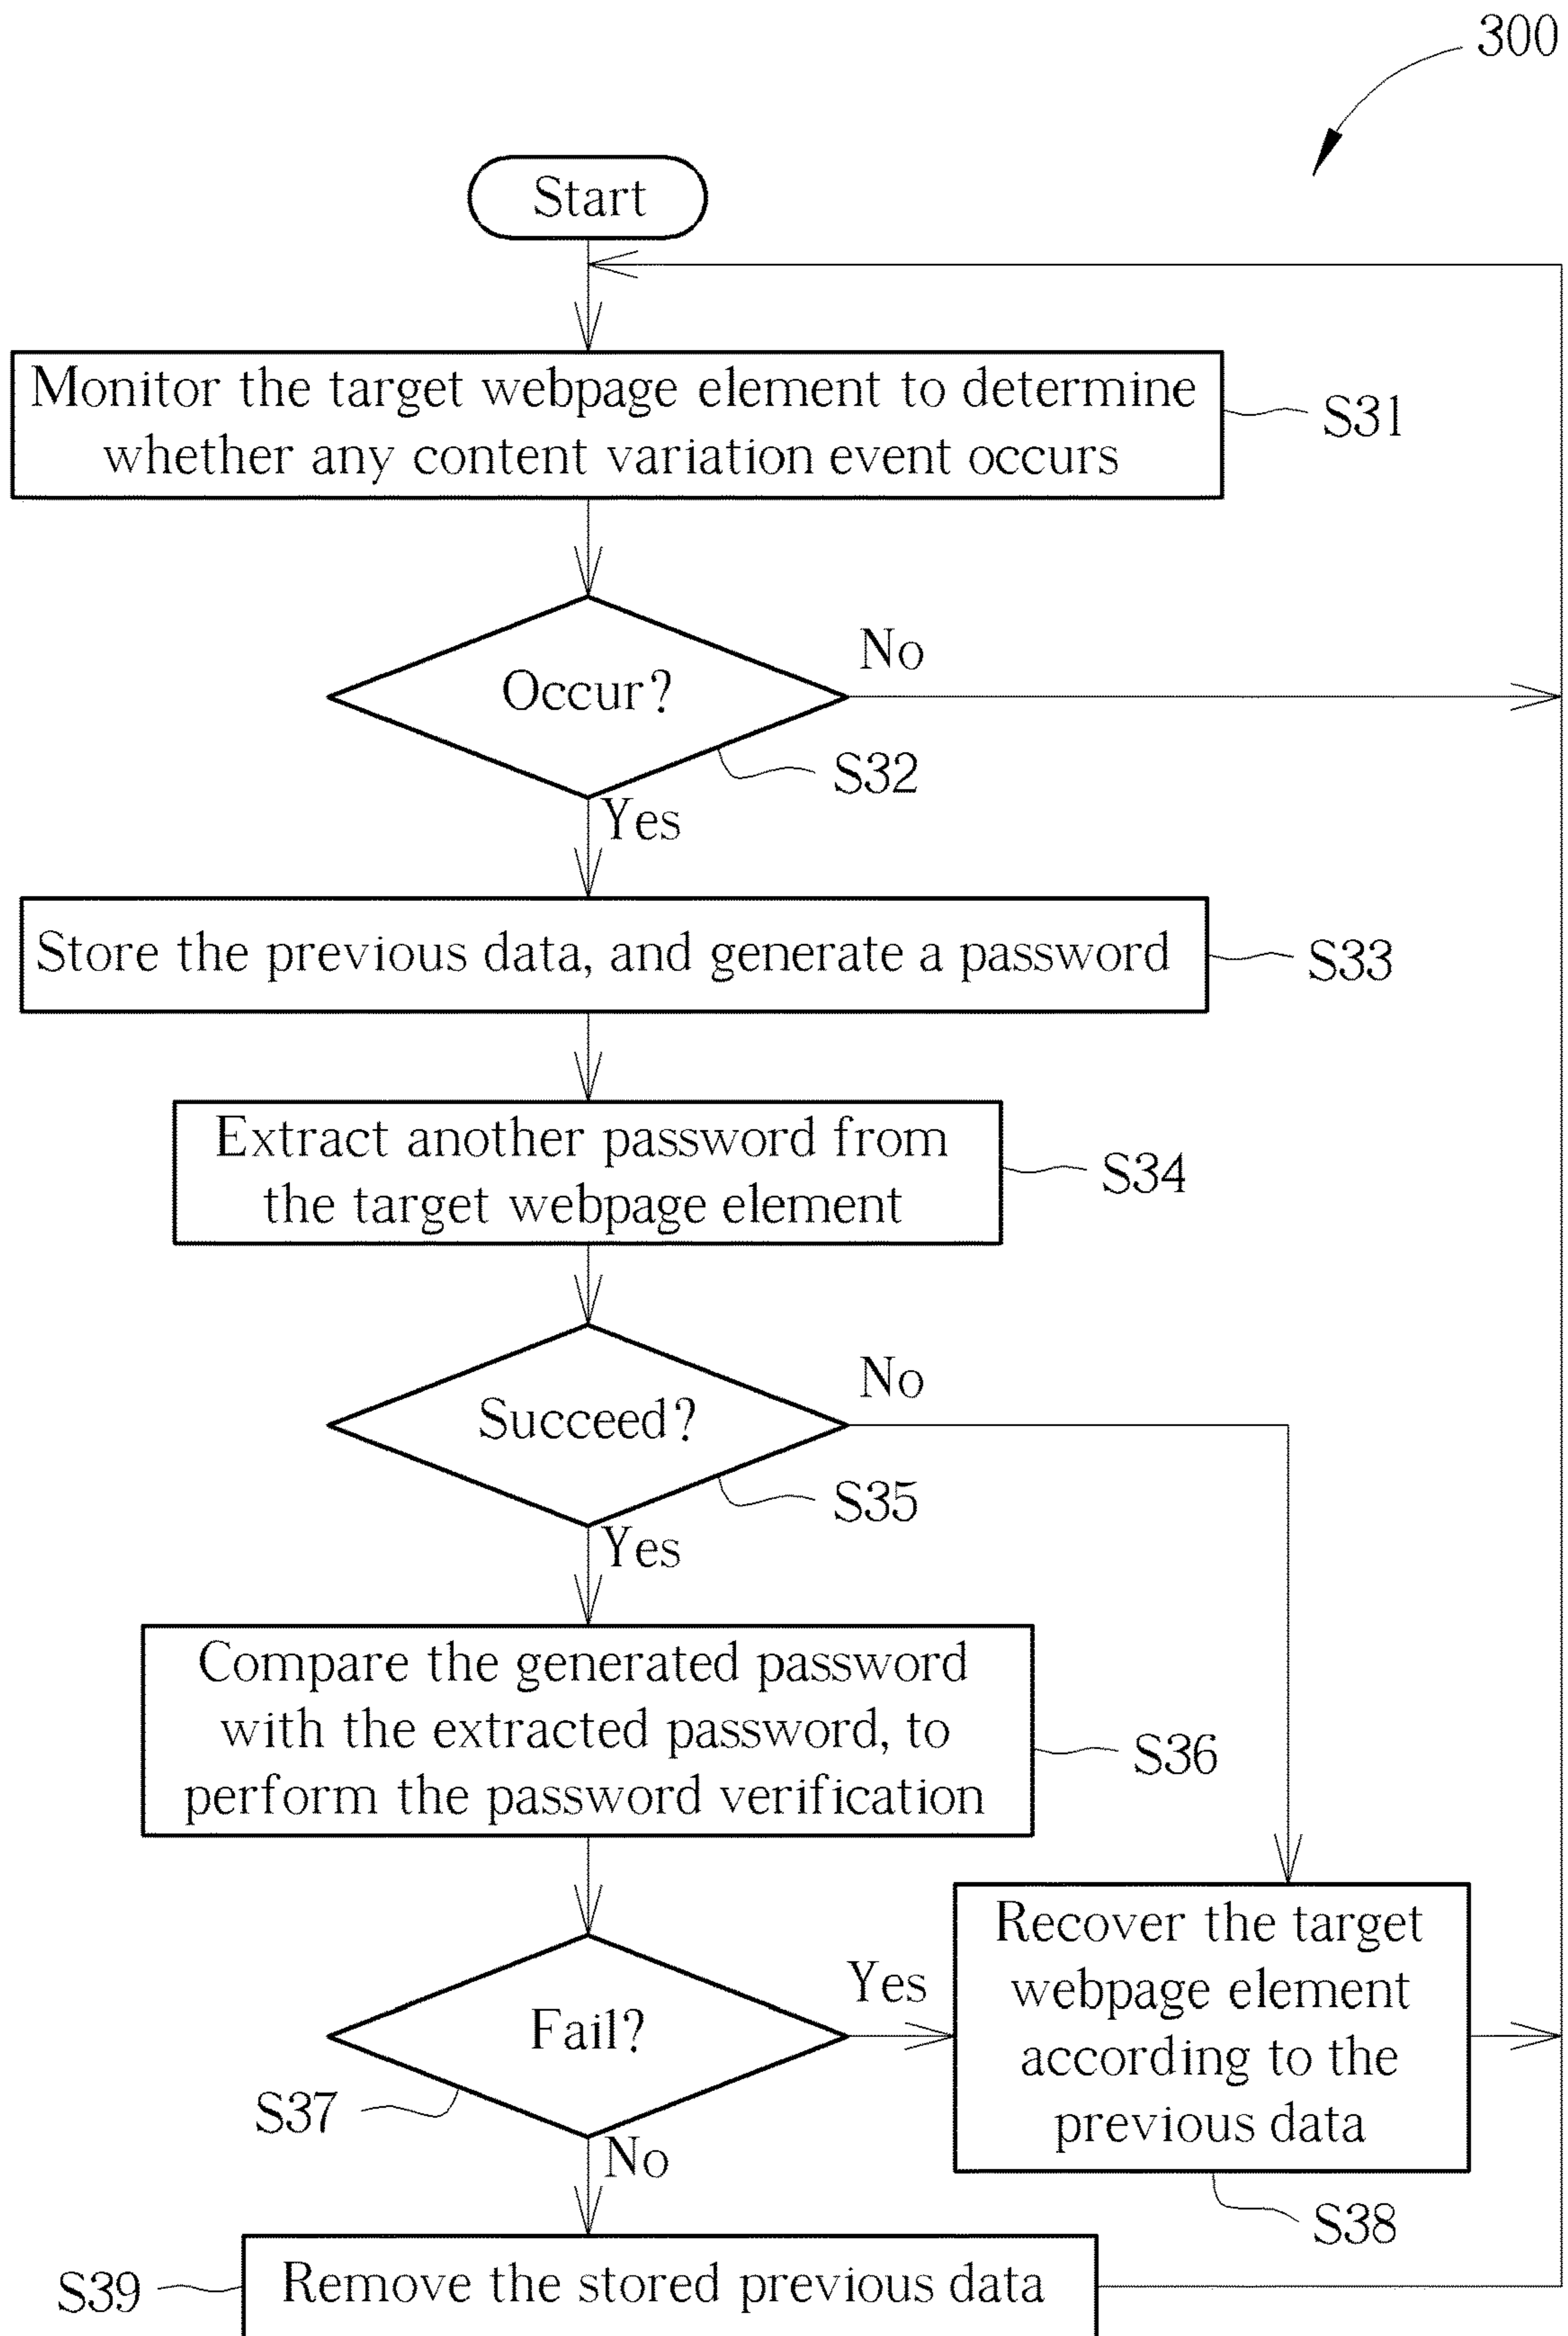 300
Start
Monitor the target webpage element to determine
whether any content variation event occurs
S31
No
Occur?
S32
Yes
Store the previous data, and generate a password
S33
Extract another password from
the target webpage element
S34
No
Succeed?
S35
Yes
Compare the generated password
with the extracted password, to
perform the password verification
S36
Fail?
Yes
S37
No
Recover the target
webpage element
according to the
previous data
S38
Remove the stored previous data
S39